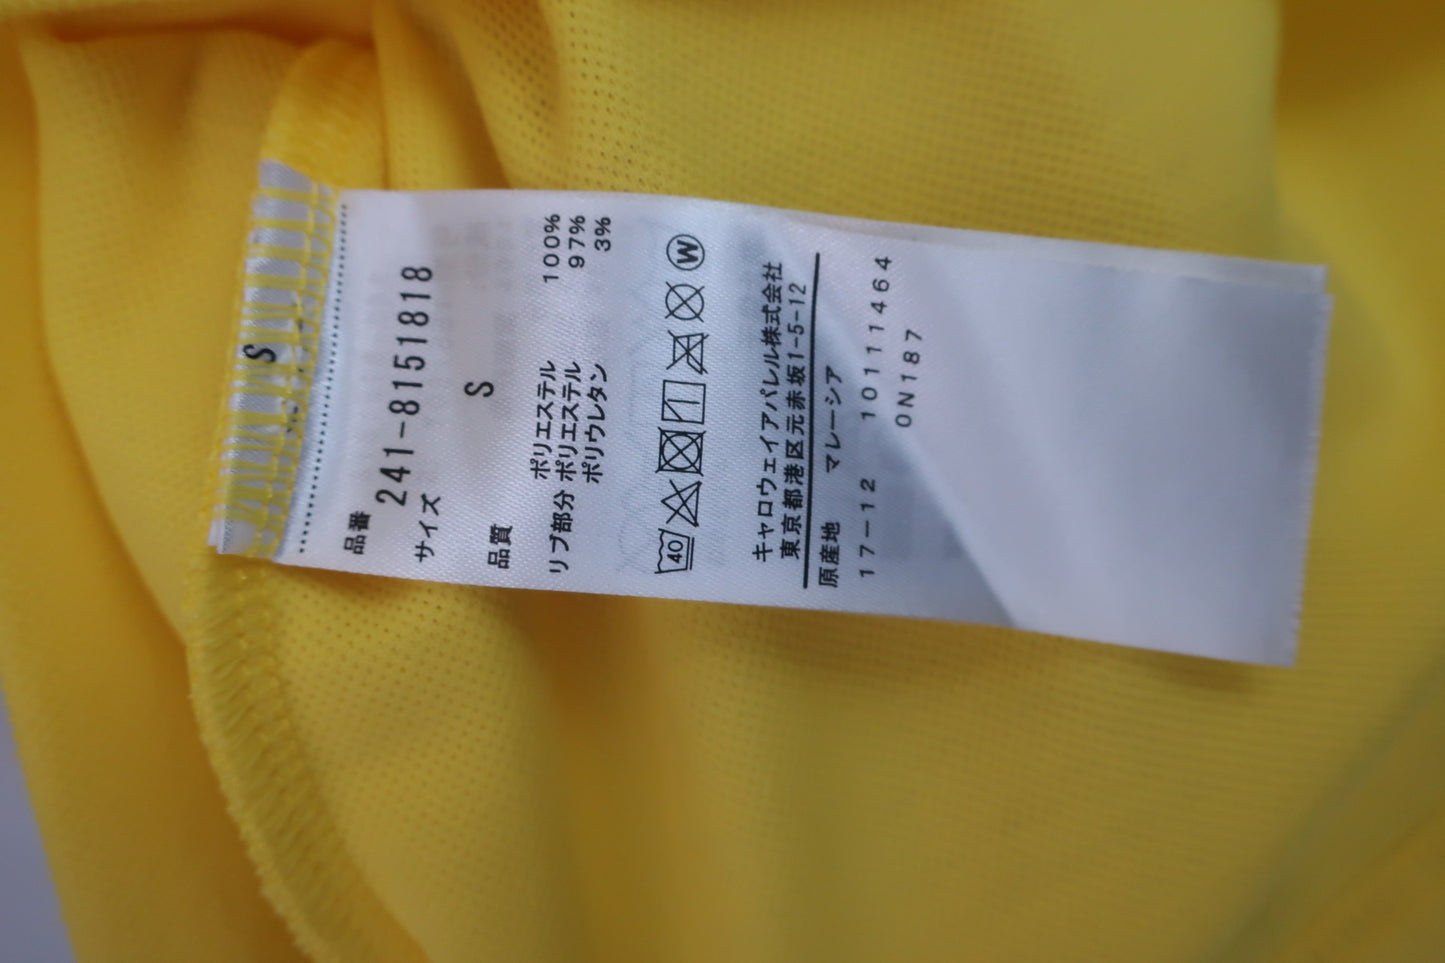 S
品番
241-8151818
サイズ
S
品質
ポリエステル 100%
リブ部分 ポリエステル 97%
ポリウレタン 3%
40 W
キャロウェイアパレル株式会社
東京都港区元赤坂1-5-12
原産地 マレーシア
17-12 10111464
0N187